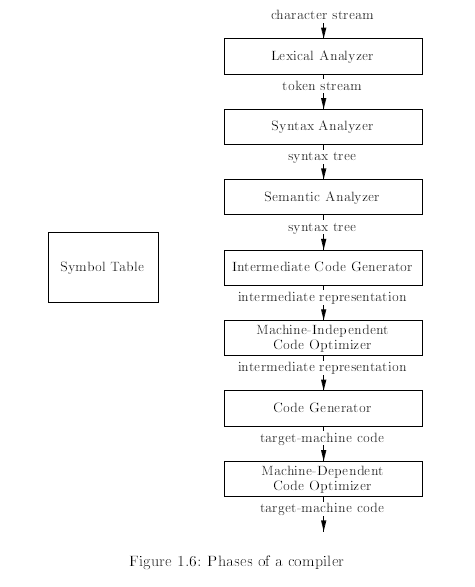 character stream
Lexical Analyzer
token stream
Syntax Analyzer
syntax tree
Semantic Analyzer
syntax tree
Symbol Table
Intermediate Code Generator
intermediate representation
Machine-Independent
Code Optimizer
intermediate representation
Code Generator
target-machine code
Machine-Dependent
Code Optimizer
target-machine code
Figure 1.6: Phases of a compiler